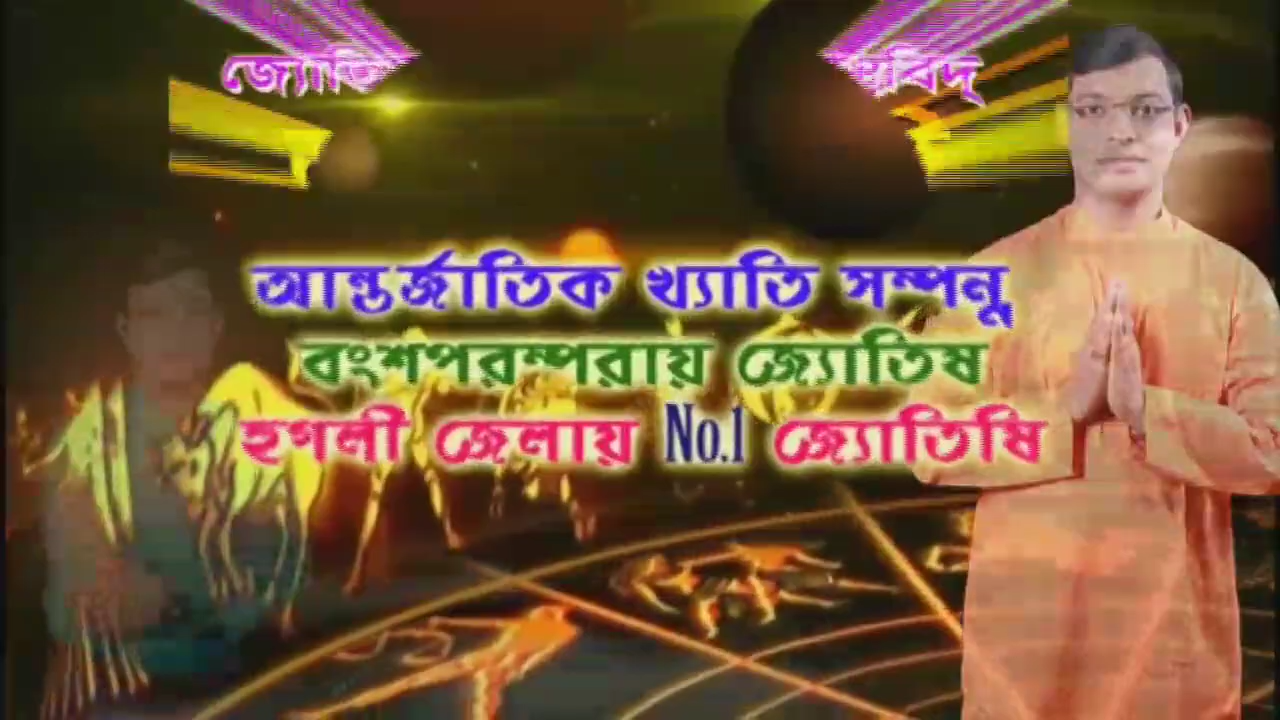 জ্যোতি
বিদ্
আন্তর্জাতিক খ্যাতি সম্পন্ন
বংশপরম্পরায় জ্যোতিষ
হুগলী জেলায় No.1 জ্যোতিষি